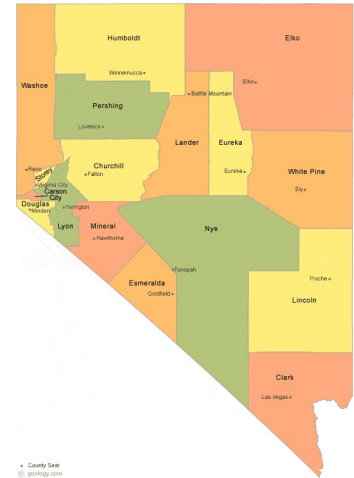 Humboldt
Elko
Winnemucca
Elko
Washoe
Battle Mountain
Pershing
Lovelock
Lander
Eureka
Churchill
Reno
Storey
Fallon
Eureka
White Pine
Virginia City
Carson
City
Ely
Douglas
Minden
Yerington
Lyon
Mineral
Hawthorne
Nye
Tonopah
Pioche
Esmeralda
Goldfield
Lincoln
Clark
Las Vegas
County Seat
© geology.com